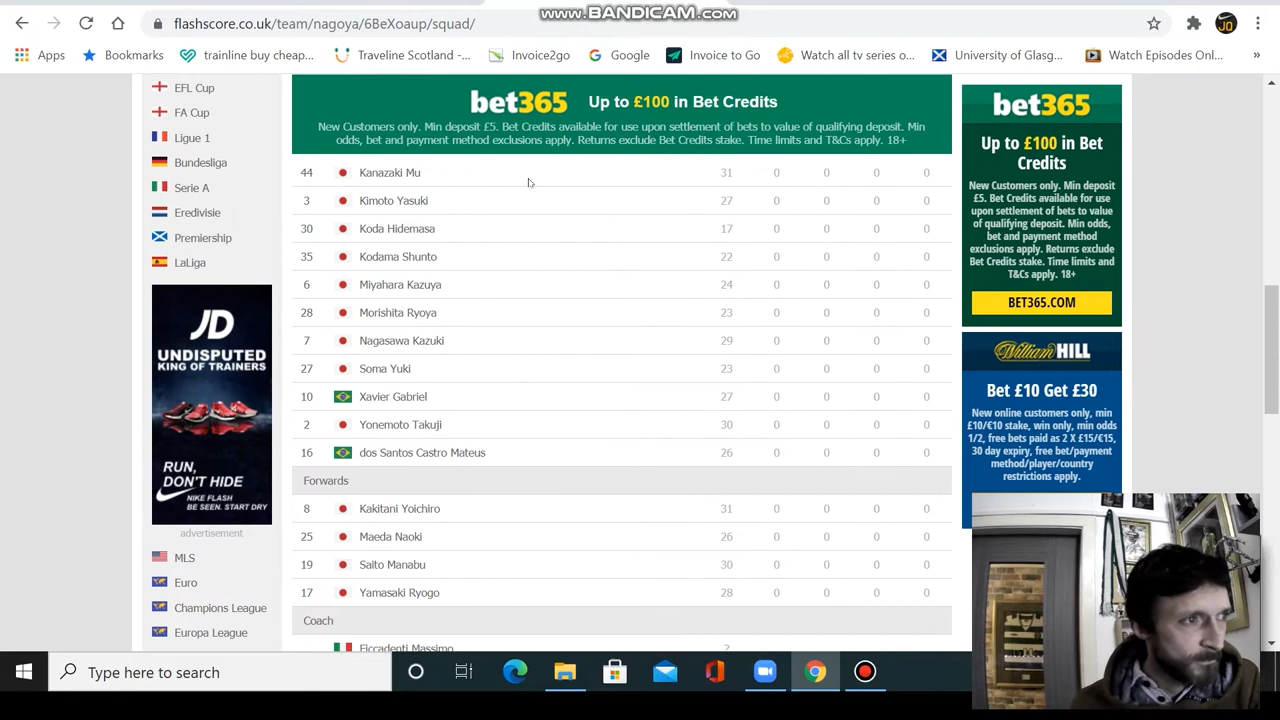 www.BANDICAM.com
flashscore.co.uk/team/nagoya/6BeXoaup/squad/
Apps Bookmarks trainline buy cheap... Traveline Scotland -... Invoice2go Google Invoice to Go Watch all tv series o... University of Glasg... Watch Episodes Onl... »
EFL Cup
FA Cup
Ligue 1
Bundesliga
Serie A
Eredivisie
Premiership
LaLiga
JD
UNDISPUTED
KING OF TRAINERS
RUN,
DON'T HIDE
NIKE FLASH
BE SEEN. START DRY
advertisement
MLS
Euro
Champions League
Europa League
bet365 Up to £100 in Bet Credits
New Customers only. Min deposit £5. Bet Credits available for use upon settlement of bets to value of qualifying deposit. Min
odds, bet and payment method exclusions apply. Returns exclude Bet Credits stake. Time limits and T&Cs apply. 18+
44 Kanazaki Mu 31 0 0 0 0
3 Kimoto Yasuki 27 0 0 0 0
30 Koda Hidemasa 17 0 0 0 0
35 Kodama Shunto 22 0 0 0 0
6 Miyahara Kazuya 24 0 0 0 0
28 Morishita Ryoya 23 0 0 0 0
7 Nagasawa Kazuki 29 0 0 0 0
27 Soma Yuki 23 0 0 0 0
10 Xavier Gabriel 27 0 0 0 0
2 Yonemoto Takuji 30 0 0 0 0
16 dos Santos Castro Mateus 26 0 0 0 0
Forwards
8 Kakitani Yoichiro 31 0 0 0 0
25 Maeda Naoki 26 0 0 0 0
19 Saito Manabu 30 0 0 0 0
17 Yamasaki Ryogo 28 0 0 0 0
Coach
Ficcadenti Massimo ?
bet365
Up to £100 in Bet
Credits
New Customers only. Min deposit
£5. Bet Credits available for use
upon settlement of bets to value
of qualifying deposit. Min odds,
bet and payment method
exclusions apply. Returns exclude
Bet Credits stake. Time limits and
T&Cs apply. 18+
BET365.COM
William HILL
Bet £10 Get £30
New online customers only, min
£10/€10 stake, win only, min odds
1/2, free bets paid as 2 X £15/€15,
30 day expiry, free bet/payment
method/player/country
restrictions apply.
Type here to search